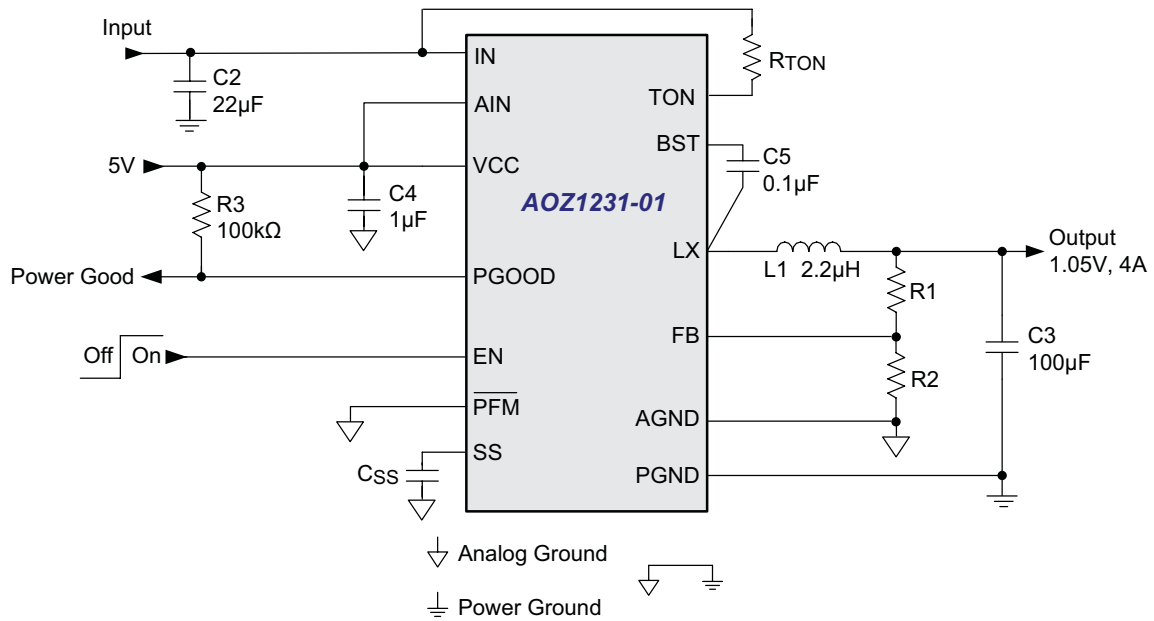 Input
C2
22µF
5V
R3
100kΩ
C4
1µF
Power Good
Off On
CSS
IN
AIN
VCC
PGOOD
EN
PFM
SS
AOZ1231-01
TON
BST
LX
FB
AGND
PGND
RTON
C5
0.1µF
L1 2.2µH
R1
R2
C3
100µF
Output
1.05V, 4A
Analog Ground
Power Ground